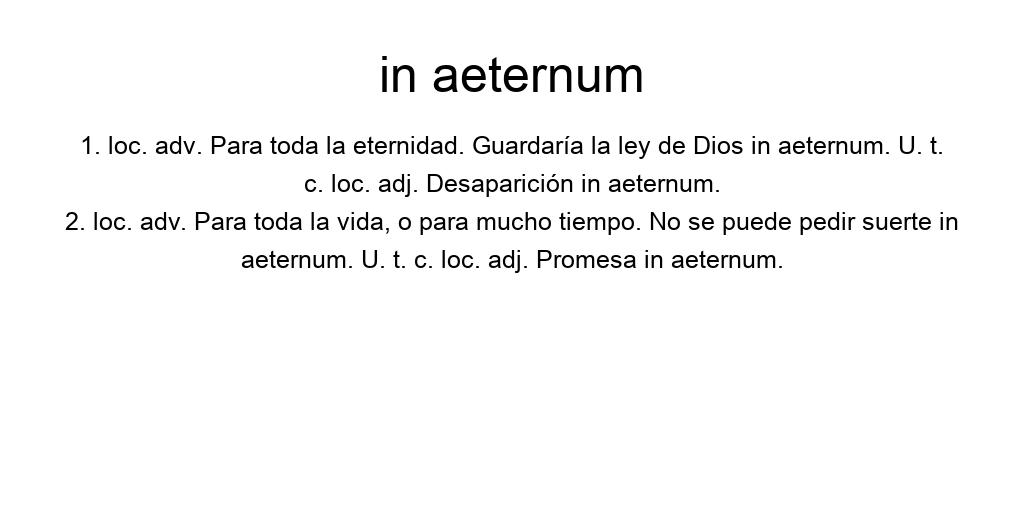 in aeternum
1. loc. adv. Para toda la eternidad. Guardaría la ley de Dios in aeternum. U. t.
c. loc. adj. Desaparición in aeternum.
2. loc. adv. Para toda la vida, o para mucho tiempo. No se puede pedir suerte in
aeternum. U. t. c. loc. adj. Promesa in aeternum.